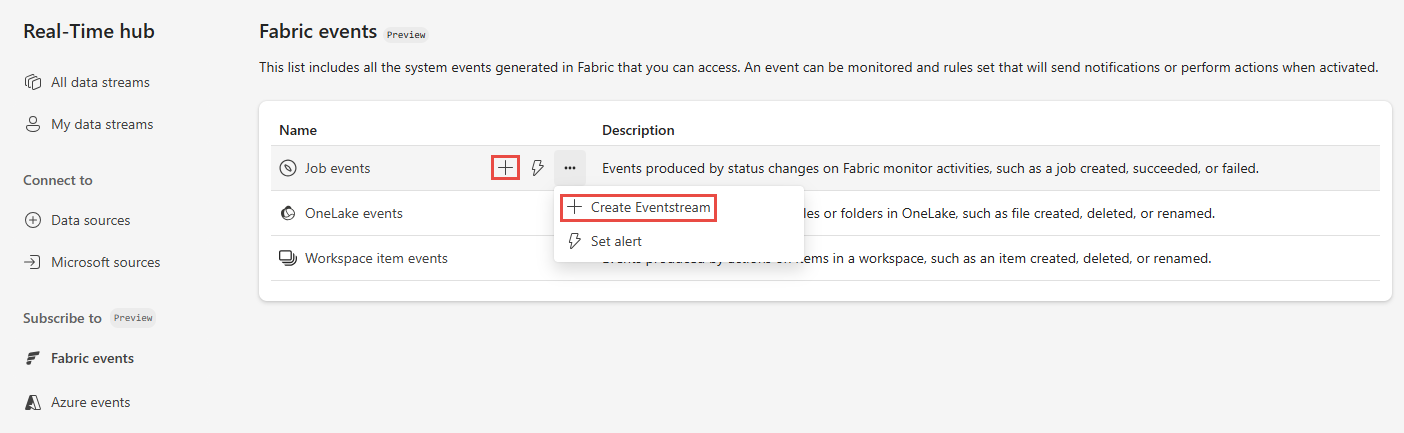 Real-Time hub
All data streams
My data streams
Connect to
Data sources
Microsoft sources
Subscribe to Preview
Fabric events
Azure events
Fabric events Preview
This list includes all the system events generated in Fabric that you can access. An event can be monitored and rules set that will send notifications or perform actions when activated.
Name Description
Job events Events produced by status changes on Fabric monitor activities, such as a job created, succeeded, or failed.
Create Eventstream
Set alert
OneLake events or folders in OneLake, such as file created, deleted, or renamed.
Workspace item events Events produced by actions on items in a workspace, such as an item created, deleted, or renamed.